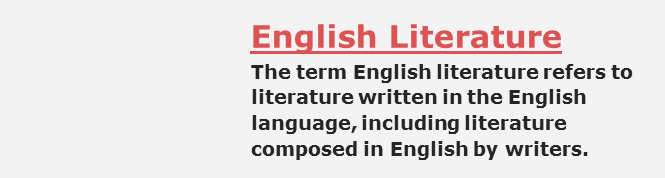 English Literature
The term English literature refers to
literature written in the English
language, including literature
composed in English by writers.